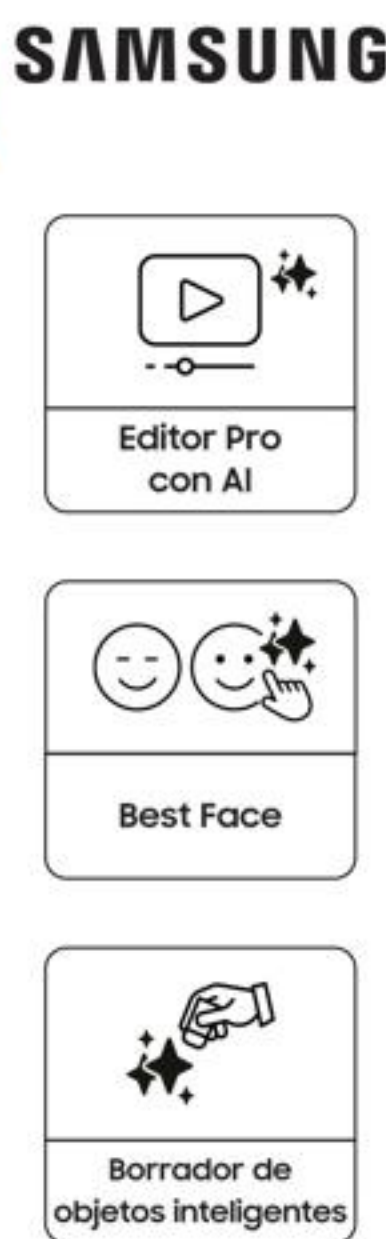 SAMSUNG
Editor Pro
con AI
Best Face
Borrador de
objetos inteligentes